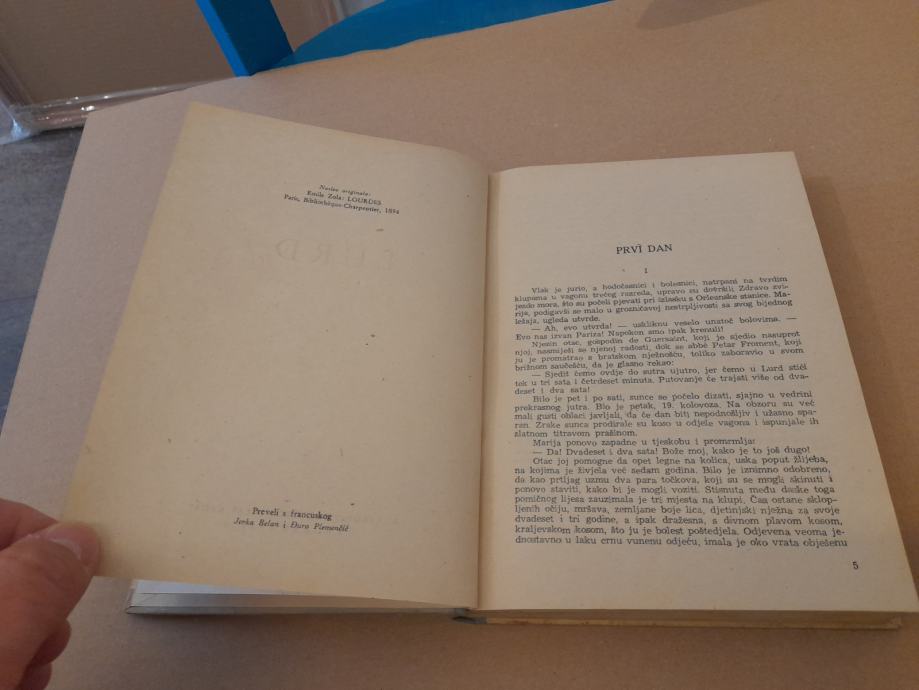 Naslov originala:
Emile Zola: LOURDES
Paris, Bibliothèque-Charpentier, 1894
Preveli s francuskog
Jerka Belan i Đuro Pirmenčić
PRVI DAN
I
Vlak je jurio, a hodočasnici i bolesnici, natrpani na tvrdim
klupama u vagonu trećeg razreda, upravo su dovršili Zdravo zvi-
jezdo mora, što su počeli pjevati pri izlasku s Orleanske stanice. Ma-
rija, podigavši se malo u grozničavoj nestrpljivosti sa svog bijednog
ležaja, ugleda utvrde.
— Ah, evo utvrda! — uskliknu veselo unatoč bolovima. —
Evo nas izvan Pariza! Napokon smo ipak krenuli!
Njezin otac, gospodin de Guersaint, koji je sjedio nasuprot
njoj, nasmiješi se njenoj radosti, dok se abbé Petar Froment, koji
ju je promatrao s bratskom nježnošću, toliko zaboravio u svom
brižnom saučešću, da je glasno rekao:
— Sjedit ćemo ovdje do sutra ujutro, jer ćemo u Lurd stići
tek u tri sata i četrdeset minuta. Putovanje će trajati više od dva-
deset i dva sata!
Bilo je pet i po sati, sunce se počelo dizati, sjajno u vedrini
prekrasnog jutra. Bio je petak, 19. kolovoza. Na obzoru su već
mali gusti oblaci javljali, da će dan biti nepodnošljiv i užasno spa-
ran. Zrake sunca prodirale su koso u odjele vagona i ispunjale ih
zlatnom titravom prašinom.
Marija ponovo zapadne u tjeskobu i promrmlja:
— Da! Dvadeset i dva sata! Bože moj, kako je to još dugo!
Otac joj pomogne da opet legne na kolica, uska poput žlijeba,
na kojima je živjela već sedam godina. Bilo je iznimno odobreno,
da kao prtljag uzmu dva para točkova, koji su se mogli skinuti i
ponovo staviti, kako bi je mogli voziti. Stisnuta među daske toga
pomičnog lijesa zauzimala je tri mjesta na klupi. Čas ostane sklop-
ljenih očiju, mršava, zemljane boje lica, djetinjski nježna za svoje
dvadeset i tri godine, a ipak dražesna, s divnom plavom kosom,
kraljevskom kosom, što ju je bolest poštedjela. Odjevena veoma je-
dnostavno u laku crnu vunenu odjeću, imala je oko vrata obješenu
5